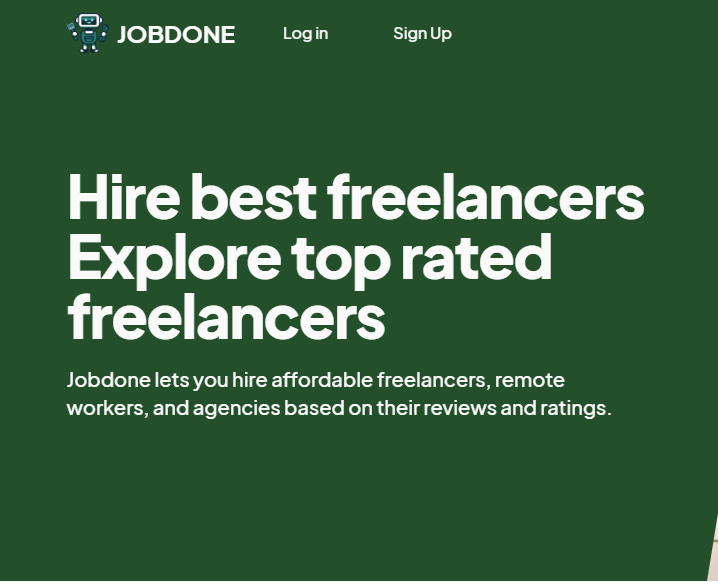 JOBDONE
Log in
Sign Up
Hire best freelancers
Explore top rated
freelancers
Jobdone lets you hire affordable freelancers, remote
workers, and agencies based on their reviews and ratings.